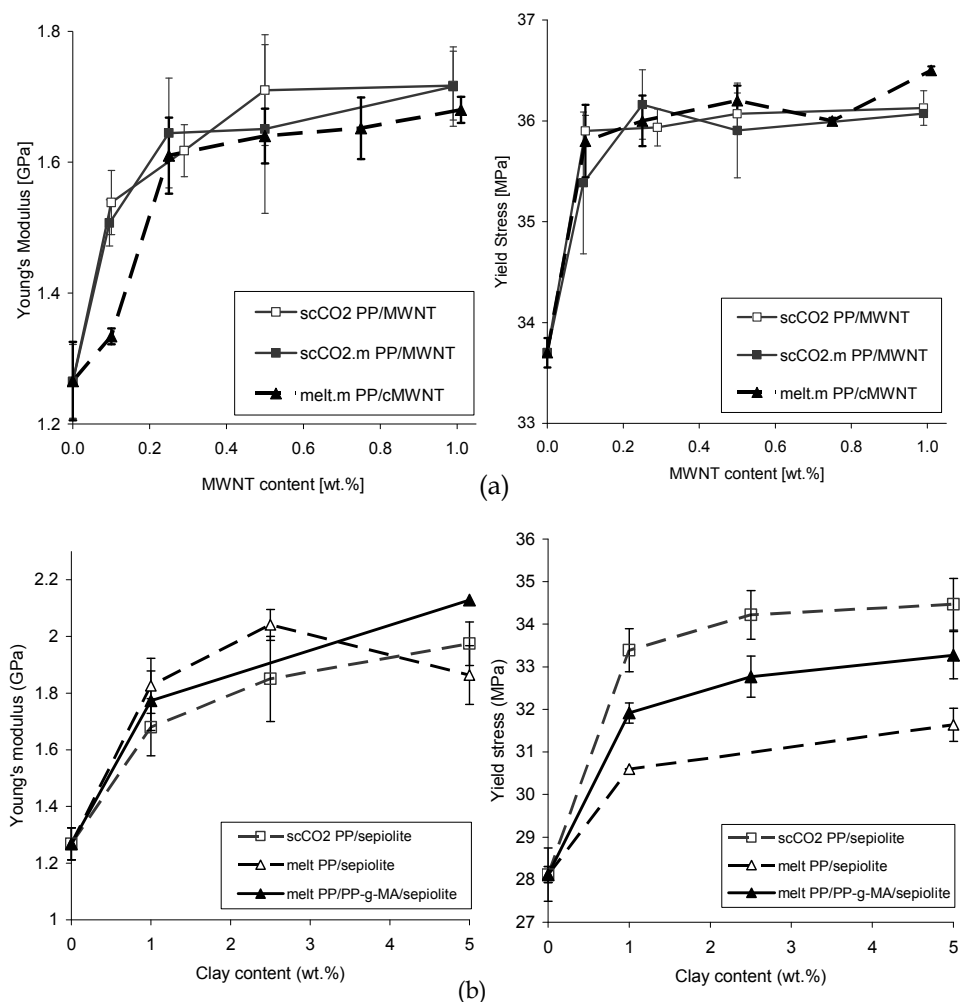 1.8
1.6
1.4
1.2
Young's Modulus [GPa]
0.0 0.2 0.4 0.6 0.8 1.0
MWNT content [wt.%]
scCO2 PP/MWNT
scCO2.m PP/MWNT
melt.m PP/cMWNT
37
36
35
34
33
Yield Stress [MPa]
0.0 0.2 0.4 0.6 0.8 1.0
MWNT content [wt.%]
scCO2 PP/MWNT
scCO2.m PP/MWNT
melt.m PP/cMWNT
(a)
2.2
2
1.8
1.6
1.4
1.2
1
Young's modulus (GPa)
0 1 2 3 4 5
Clay content (wt.%)
scCO2 PP/sepiolite
melt PP/sepiolite
melt PP/PP-g-MA/sepiolite
36
35
34
33
32
31
30
29
28
27
Yield stress (MPa)
0 1 2 3 4 5
Clay content (wt.%)
scCO2 PP/sepiolite
melt PP/sepiolite
melt PP/PP-g-MA/sepiolite
(b)